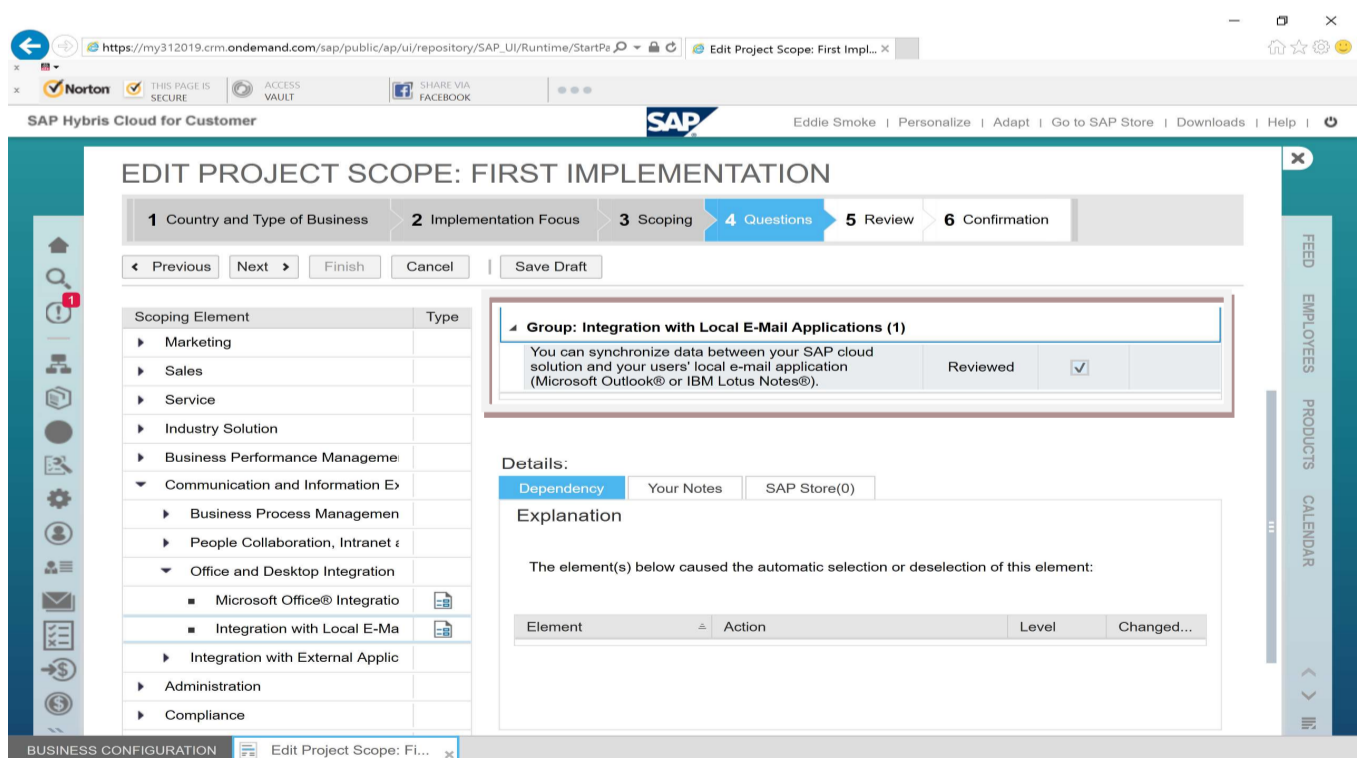 https://my312019.crm.ondemand.com/sap/public/ap/ui/repository/SAP_UI/Runtime/StartPa
Edit Project Scope: First Impl...
Norton
THIS PAGE IS
SECURE
ACCESS
VAULT
SHARE VIA
FACEBOOK
SAP Hybris Cloud for Customer
SAP
Eddie Smoke | Personalize | Adapt | Go to SAP Store | Downloads | Help |
EDIT PROJECT SCOPE: FIRST IMPLEMENTATION
1 Country and Type of Business 2 Implementation Focus 3 Scoping 4 Questions 5 Review 6 Confirmation
Previous Next Finish Cancel | Save Draft
1
Scoping Element Type
Marketing
Sales
Service
Industry Solution
Business Performance Manageme
Communication and Information Ex
Business Process Managemen
People Collaboration, Intranet a
Office and Desktop Integration
Microsoft Office® Integratio
Integration with Local E-Ma
Integration with External Applic
Administration
Compliance
Group: Integration with Local E-Mail Applications (1)
You can synchronize data between your SAP cloud
solution and your users' local e-mail application
(Microsoft Outlook® or IBM Lotus Notes®).
Reviewed
Details:
Dependency Your Notes SAP Store(0)
Explanation
The element(s) below caused the automatic selection or deselection of this element:
Element Action Level Changed...
FEED
EMPLOYEES
PRODUCTS
CALENDAR
BUSINESS CONFIGURATION Edit Project Scope: Fi...